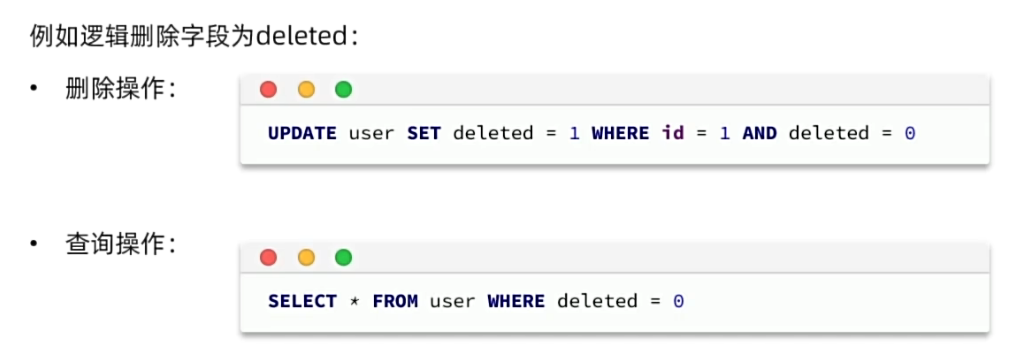 例如逻辑删除字段为deleted：
• 删除操作：
UPDATE user SET deleted = 1 WHERE id = 1 AND deleted = 0
• 查询操作：
SELECT * FROM user WHERE deleted = 0